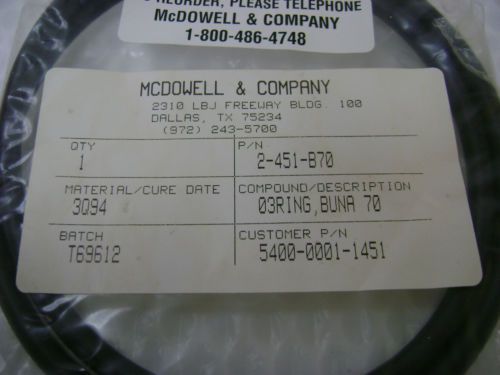 REORDER, PLEASE TELEPHONE
McDOWELL & COMPANY
1-800-486-4748
MCDOWELL & COMPANY
2310 LBJ FREEWAY BLDG. 100
DALLAS, TX 75234
(972) 243-5700
QTY
1
P/N
2-451-B70
MATERIAL/CURE DATE
3Q94
COMPOUND/DESCRIPTION
O3RING,BUNA 70
BATCH
T69612
CUSTOMER P/N
5400-0001-1451